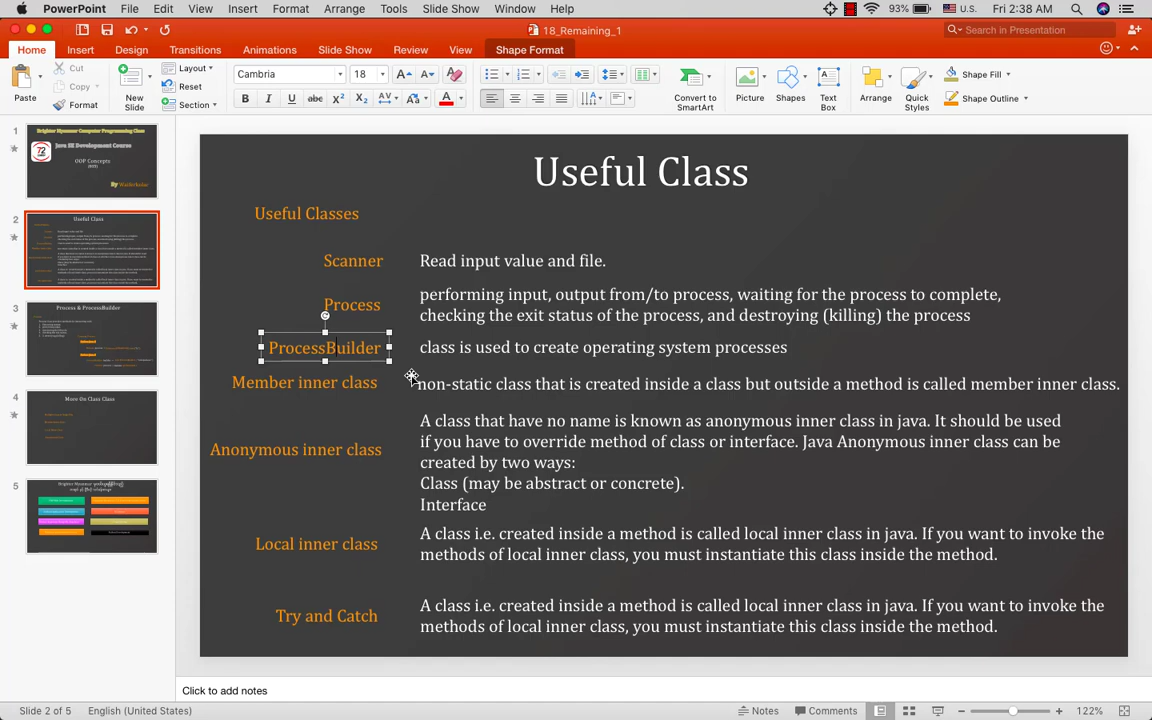 PowerPoint File Edit View Insert Format Arrange Tools Slide Show Window Help 93% U.S. Fri 2:38 AM
18_Remaining_1 Search in Presentation
Home Insert Design Transitions Animations Slide Show Review View Shape Format
Paste Cut Copy Format
New Slide Layout Reset Section
Cambria 18
Convert to SmartArt
Picture Shapes Text Box Arrange Quick Styles
Shape Fill Shape Outline
1
Brighter Myanmar Computer Programming Class
Java SE Development Course
OOP Concepts
2
Useful Class
3
Process & ProcessBuilder
4
More On Class Class
5
Useful Class
Useful Classes
Scanner Read input value and file.
Process performing input, output from/to process, waiting for the process to complete,
checking the exit status of the process, and destroying (killing) the process
ProcessBuilder class is used to create operating system processes
Member inner class non-static class that is created inside a class but outside a method is called member inner class.
Anonymous inner class A class that have no name is known as anonymous inner class in java. It should be used
if you have to override method of class or interface. Java Anonymous inner class can be
created by two ways:
Class (may be abstract or concrete).
Interface
Local inner class A class i.e. created inside a method is called local inner class in java. If you want to invoke the
methods of local inner class, you must instantiate this class inside the method.
Try and Catch A class i.e. created inside a method is called local inner class in java. If you want to invoke the
methods of local inner class, you must instantiate this class inside the method.
Click to add notes
Slide 2 of 5 English (United States) Notes Comments 122%